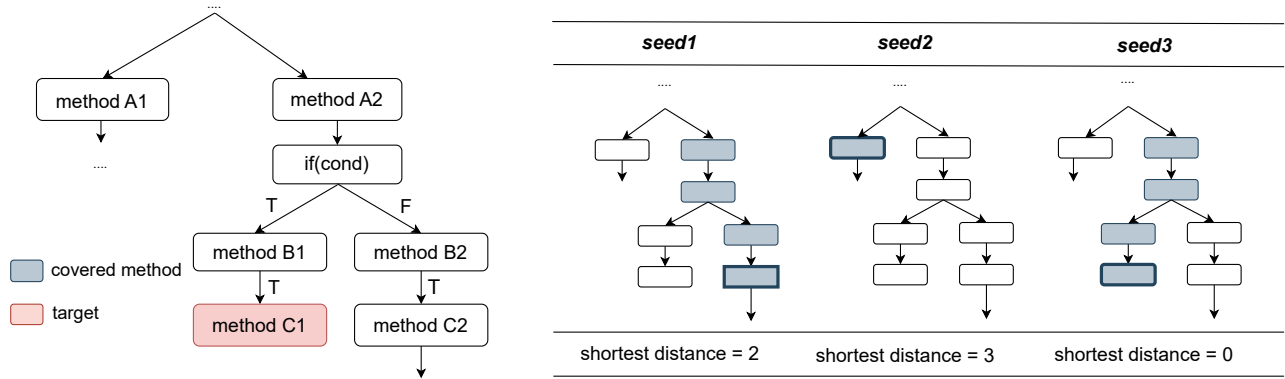 ....
method A1
method A2
....
if(cond)
T
F
method B1
method B2
covered method
T
T
target
method C1
method C2
seed1
seed2
seed3
....
....
....
shortest distance = 2
shortest distance = 3
shortest distance = 0